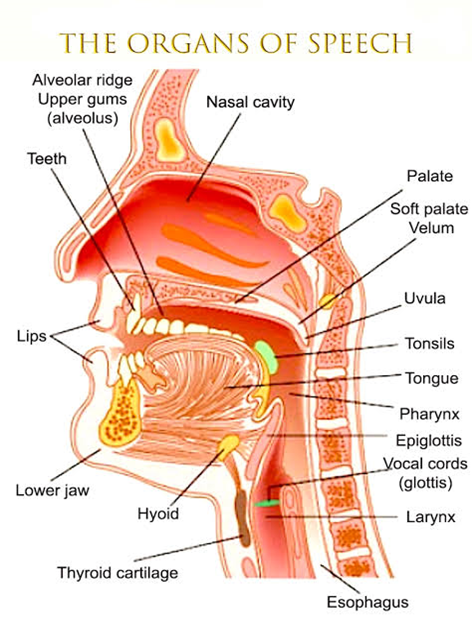 THE ORGANS OF SPEECH
Alveolar ridge
Upper gums
(alveolus)
Nasal cavity
Teeth
Palate
Soft palate
Velum
Uvula
Lips
Tonsils
Tongue
Pharynx
Epiglottis
Vocal cords
(glottis)
Lower jaw
Hyoid
Larynx
Thyroid cartilage
Esophagus